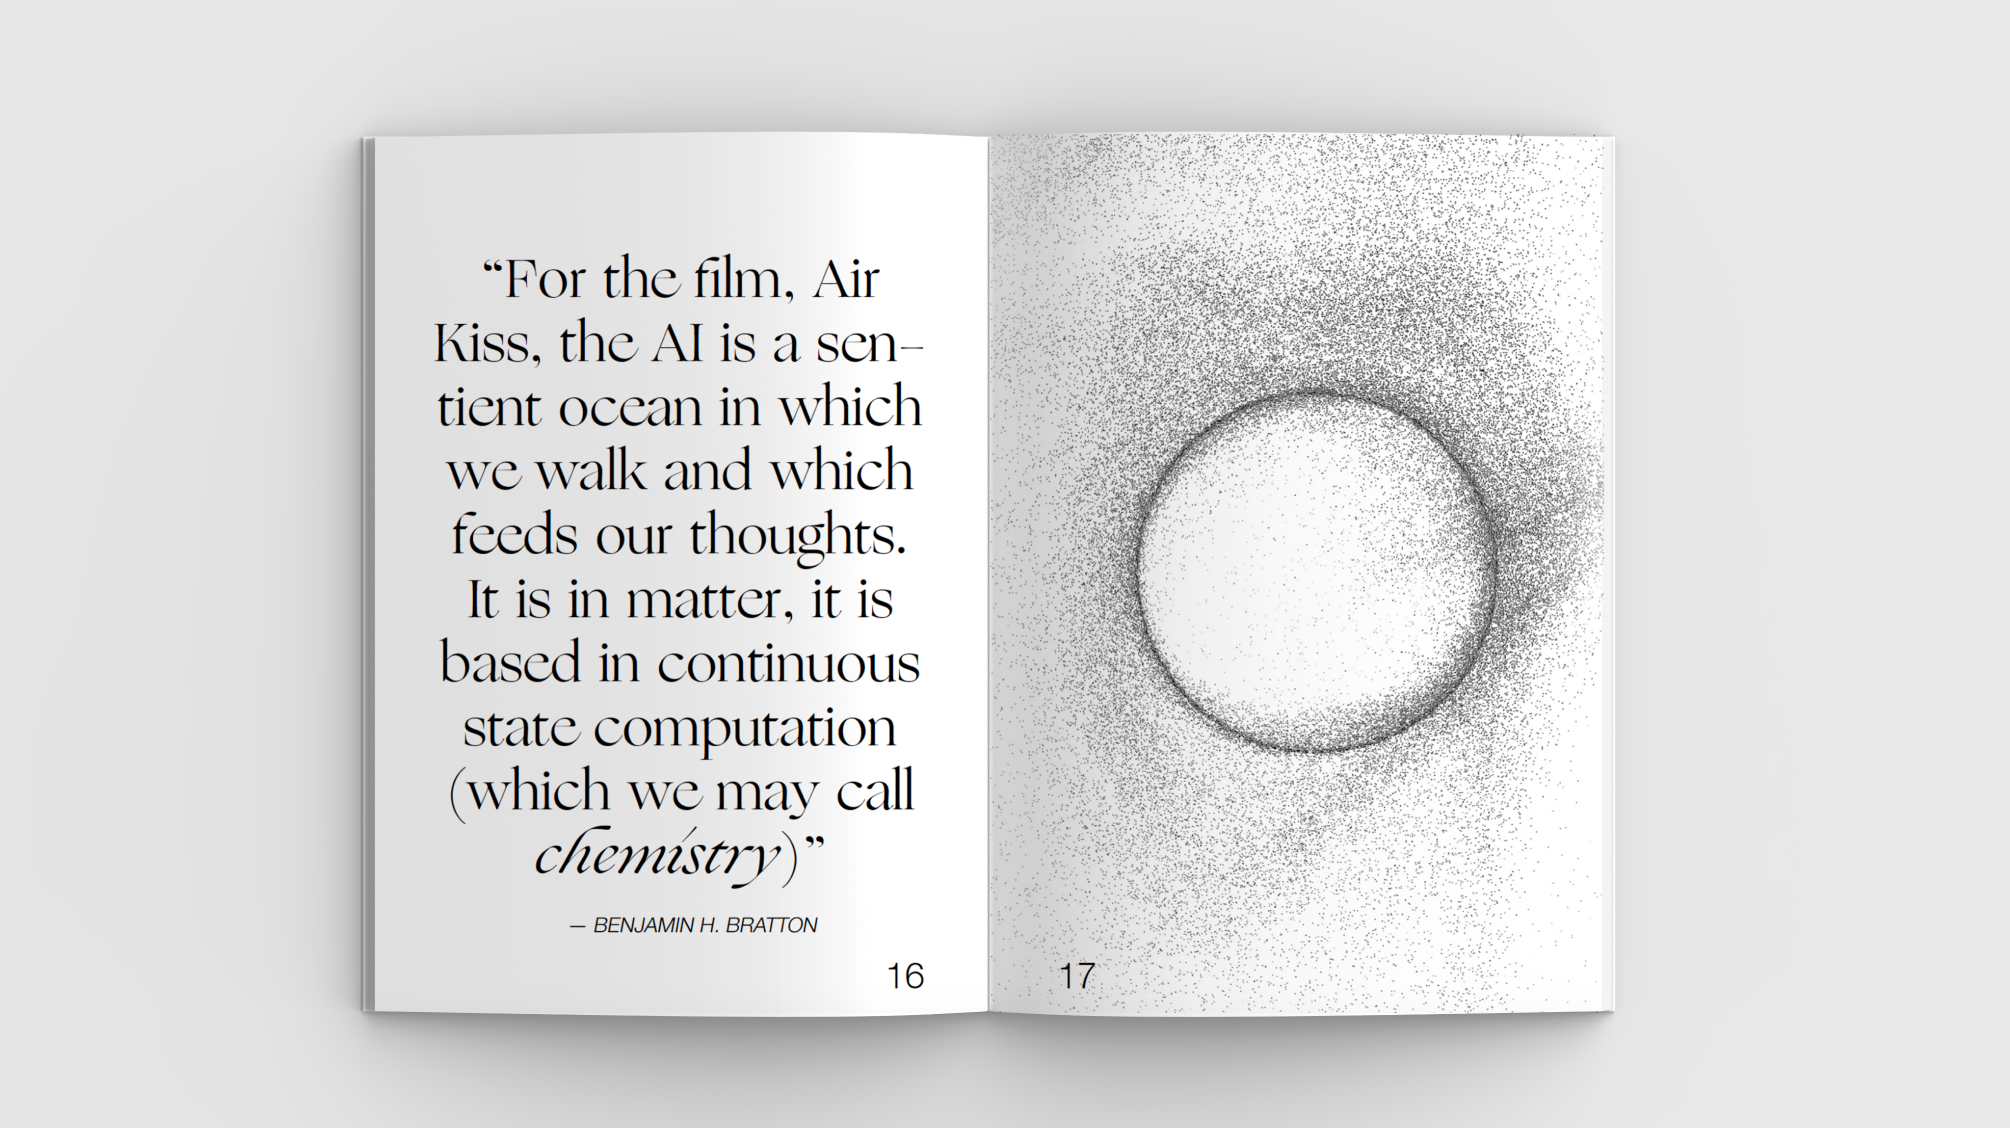 “For the film, Air
Kiss, the AI is a sen-
tient ocean in which
we walk and which
feeds our thoughts.
It is in matter, it is
based in continuous
state computation
(which we may call
chemistry)”
— BENJAMIN H. BRATTON
16
17